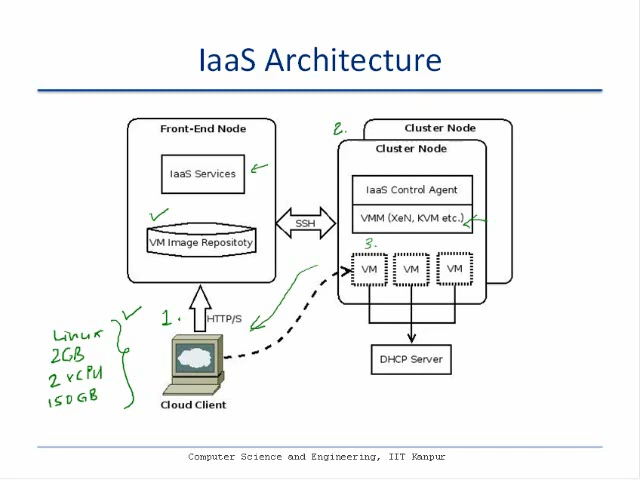 IaaS Architecture
Front-End Node
IaaS Services
VM Image Repositoty
2.
Cluster Node
Cluster Node
IaaS Control Agent
VMM (XeN, KVM etc.)
SSH
3.
VM
VM
VM
1.
HTTP/S
Linux
2GB
2 vCPU
150GB
Cloud Client
DHCP Server
Computer Science and Engineering, IIT Kanpur